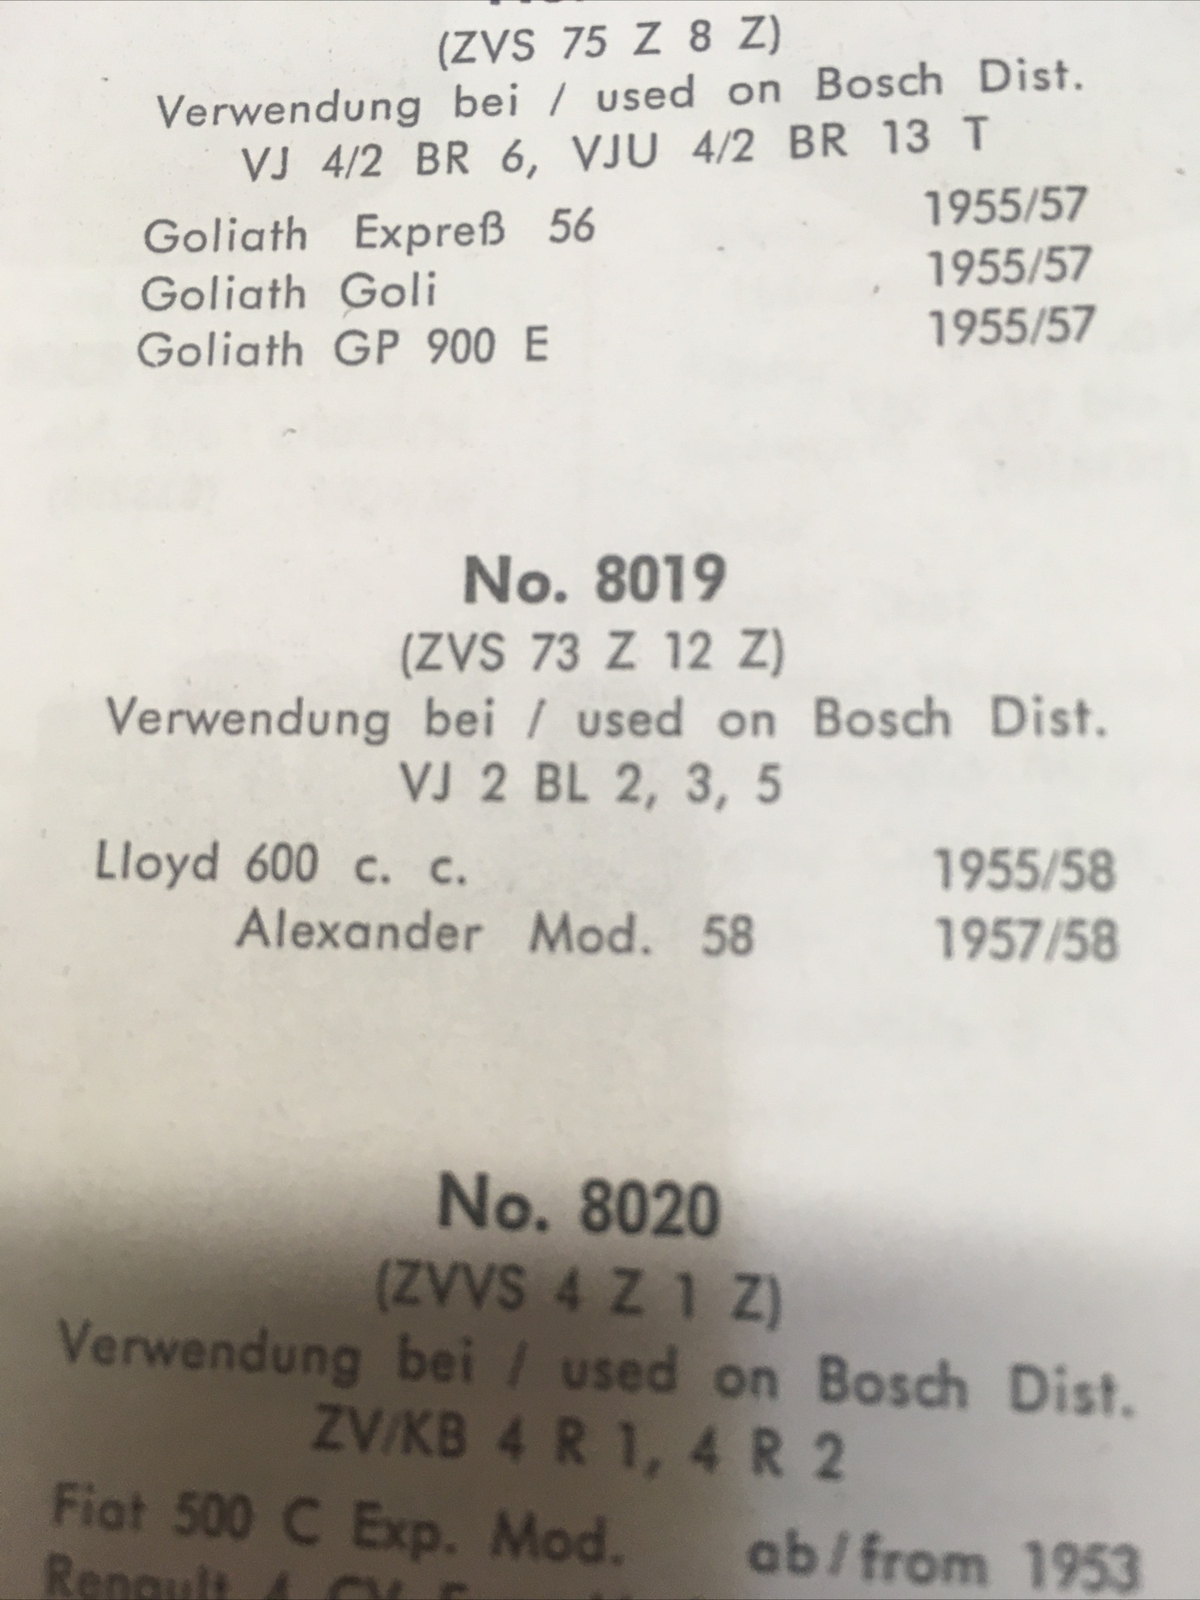 (ZVS 75 Z 8 Z)
Verwendung bei / used on Bosch Dist.
VJ 4/2 BR 6, VJU 4/2 BR 13 T
Goliath Expreß 56 1955/57
Goliath Goli 1955/57
Goliath GP 900 E 1955/57
No. 8019
(ZVS 73 Z 12 Z)
Verwendung bei / used on Bosch Dist.
VJ 2 BL 2, 3, 5
Lloyd 600 c. c. 1955/58
Alexander Mod. 58 1957/58
No. 8020
(ZVVS 4 Z 1 Z)
Verwendung bei / used on Bosch Dist.
ZV/KB 4 R 1, 4 R 2
Fiat 500 C Exp. Mod. ab/from 1953
Renault 4 CV